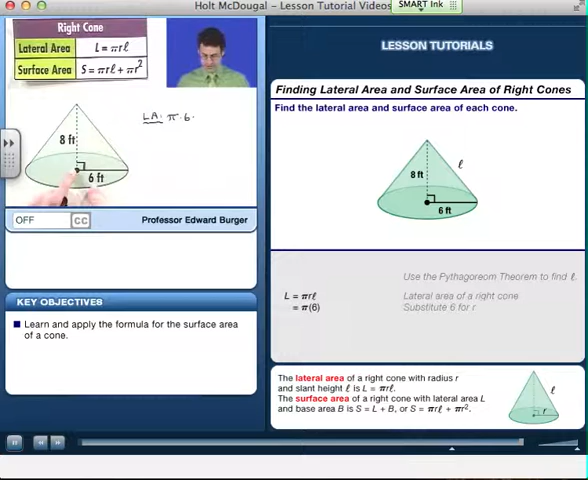 Holt McDougal - Lesson Tutorial Videos
SMART Ink
Right Cone
Lateral Area L = πrℓ
Surface Area S = πrℓ + πr²
LA: π·6·
8 ft
6 ft
OFF
CC
Professor Edward Burger
KEY OBJECTIVES
Learn and apply the formula for the surface area
of a cone.
LESSON TUTORIALS
Finding Lateral Area and Surface Area of Right Cones
Find the lateral area and surface area of each cone.
8 ft
ℓ
6 ft
Use the Pythagorean Theorem to find ℓ
L = πrℓ Lateral area of a right cone
= π(6) Substitute 6 for r
The lateral area of a right cone with radius r
and slant height ℓ is L = πrℓ.
The surface area of a right cone with lateral area L
and base area B is S = L + B, or S = πrℓ + πr².
ℓ
r